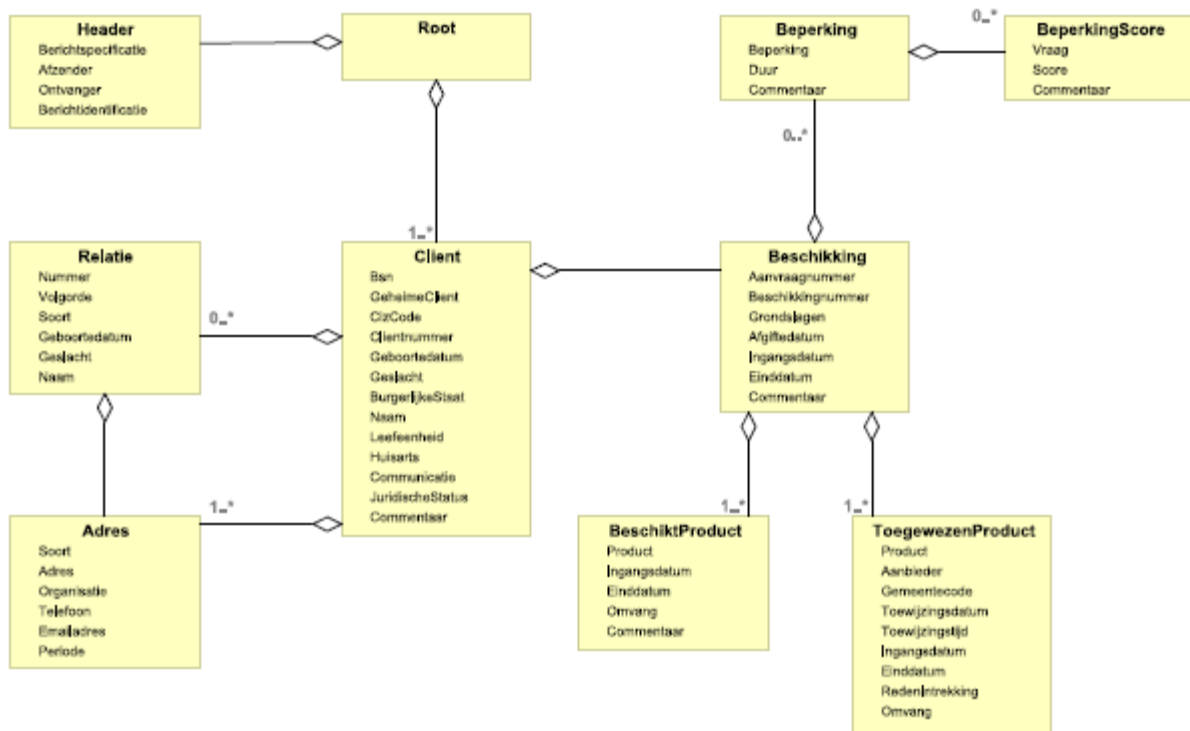 Header
Berichtspecificatie
Afzender
Ontvanger
Berichtidentificatie
Root
Beperking
Beperking
Duur
Commentaar
0..*
BeperkingScore
Vraag
Score
Commentaar
0..*
1..*
Relatie
Nummer
Volgorde
Soort
Geboortedatum
Geslacht
Naam
0..*
Client
Bsn
GeheimeClient
CizCode
Clientnummer
Geboortedatum
Geslacht
BurgerlijkeStaat
Naam
Leefeenheid
Huisarts
Communicatie
JuridischeStatus
Commentaar
Beschikking
Aanvraagnummer
Beschikkingnummer
Grondslagen
Afgiftedatum
Ingangsdatum
Einddatum
Commentaar
1..*
1..*
1..*
Adres
Soort
Adres
Organisatie
Telefoon
Emailadres
Periode
BeschiktProduct
Product
Ingangsdatum
Einddatum
Omvang
Commentaar
ToegewezenProduct
Product
Aanbieder
Gemeentecode
Toewijzingsdatum
Toewijzingstijd
Ingangsdatum
Einddatum
RedenIntrekking
Omvang